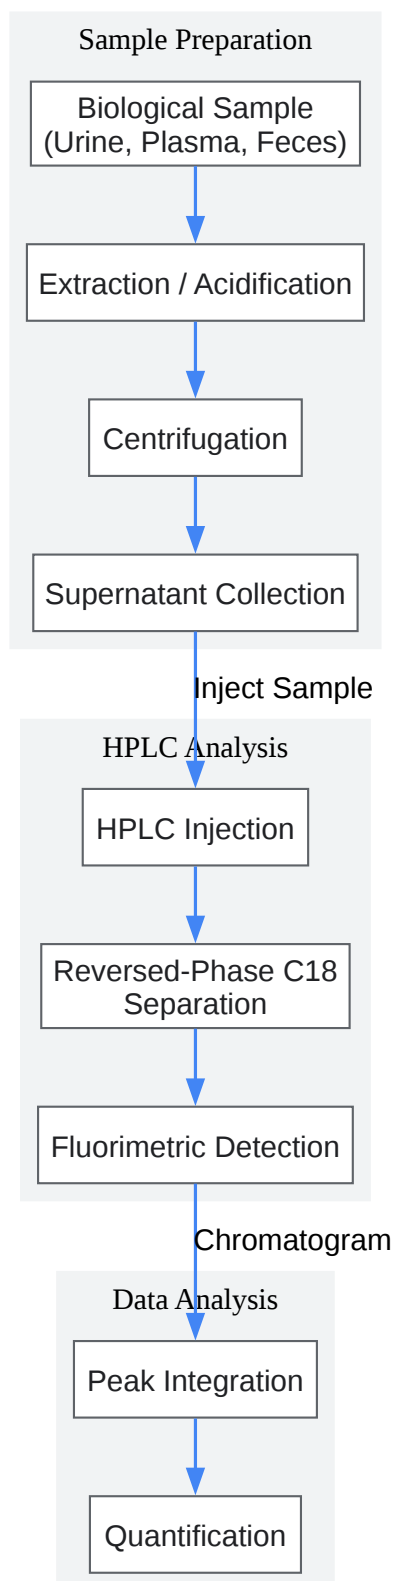 Sample Preparation
Biological Sample
(Urine, Plasma, Feces)
Extraction / Acidification
Centrifugation
Supernatant Collection
Inject Sample
HPLC Analysis
HPLC Injection
Reversed-Phase C18
Separation
Fluorimetric Detection
Chromatogram
Data Analysis
Peak Integration
Quantification